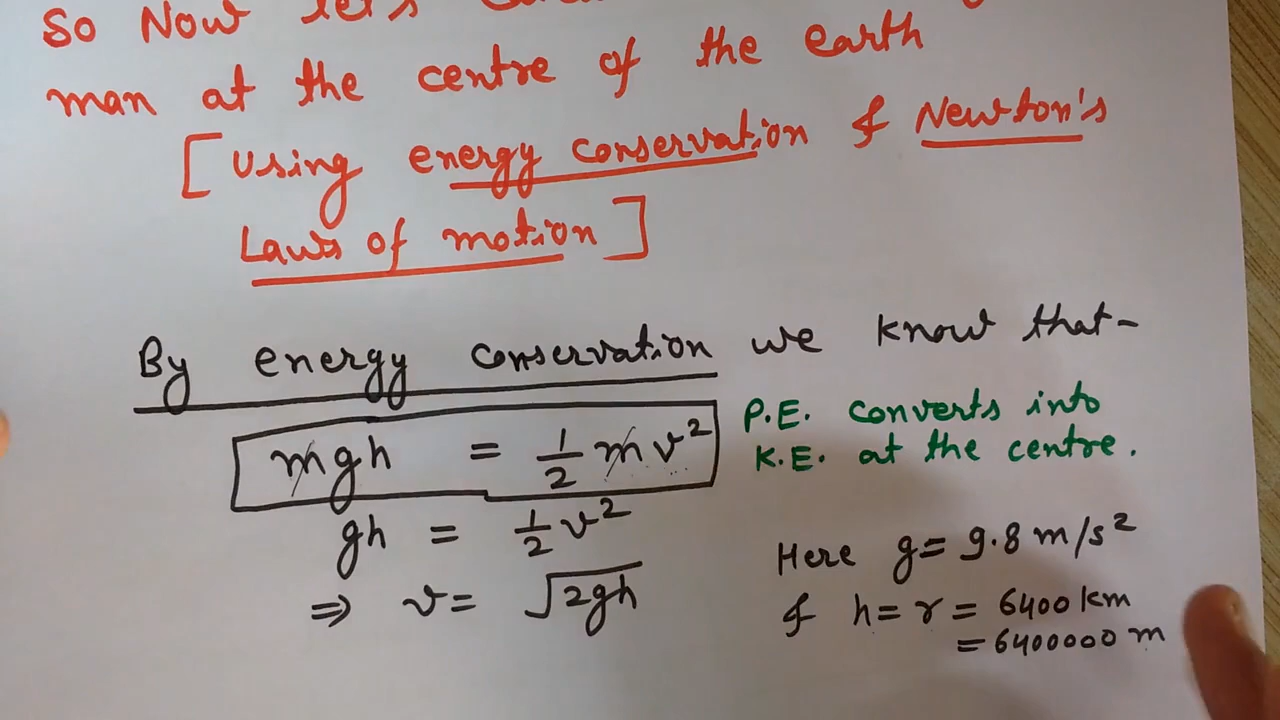 So Now let's
man at the centre of the earth
[Using energy conservation & Newton's
Laws of motion]
By energy conservation we know that-
mgh = 1/2 mv²
P.E. converts into
K.E. at the centre.
gh = 1/2 v²
⇒ v = √2gh
Here g = 9.8 m/s²
& h = r = 6400 km
= 6400000 m